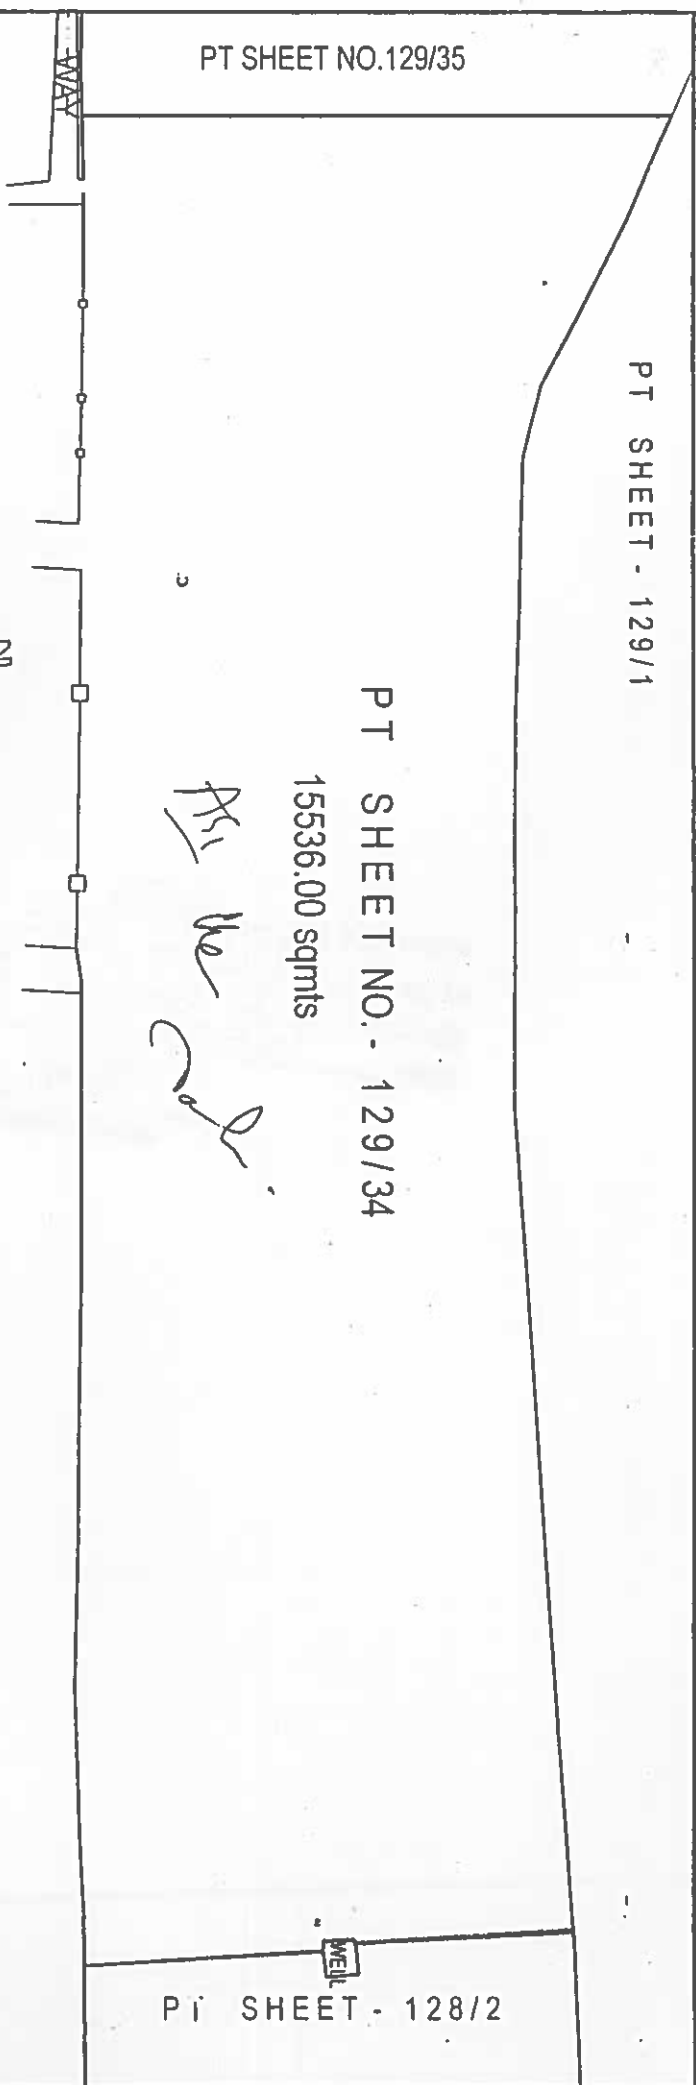 PT SHEET NO.129/35
WAY
PT SHEET - 129/1
PT SHEET NO.- 129/34
15536.00 sqmts
WELL
PT SHEET - 128/2